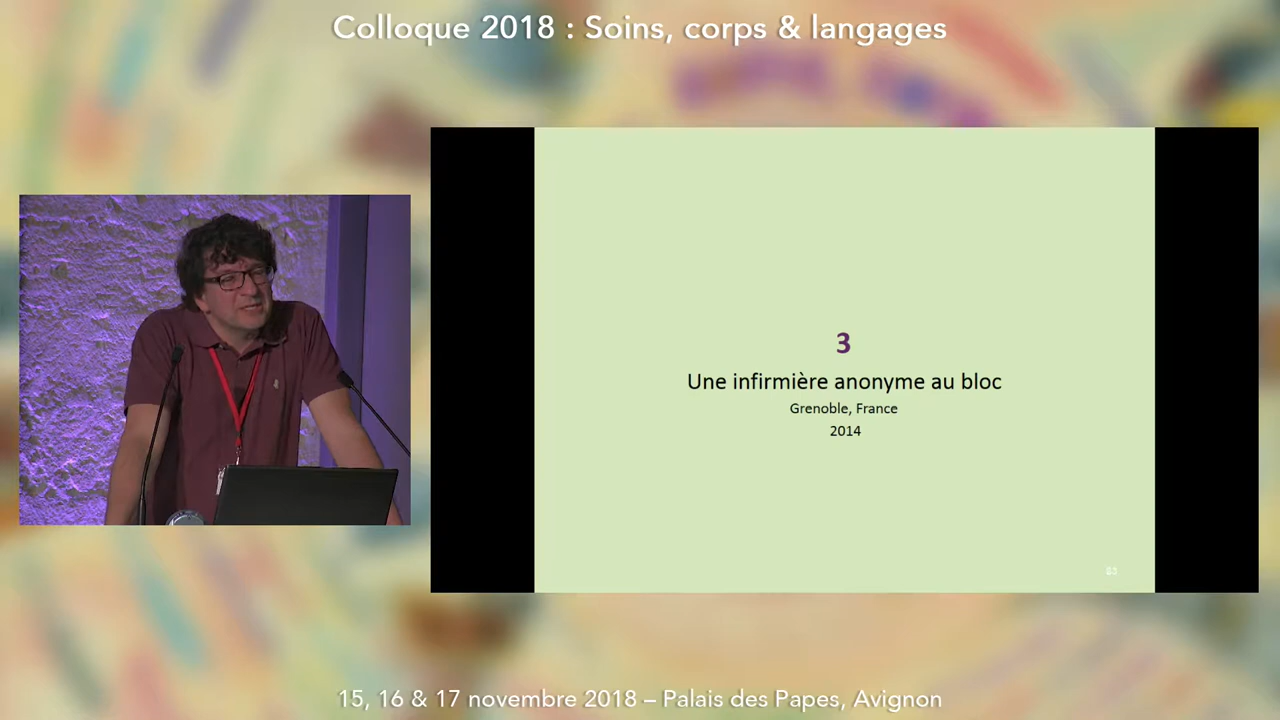 Colloque 2018 : Soins, corps & langages
3
Une infirmière anonyme au bloc
Grenoble, France
2014
15, 16 & 17 novembre 2018 – Palais des Papes, Avignon